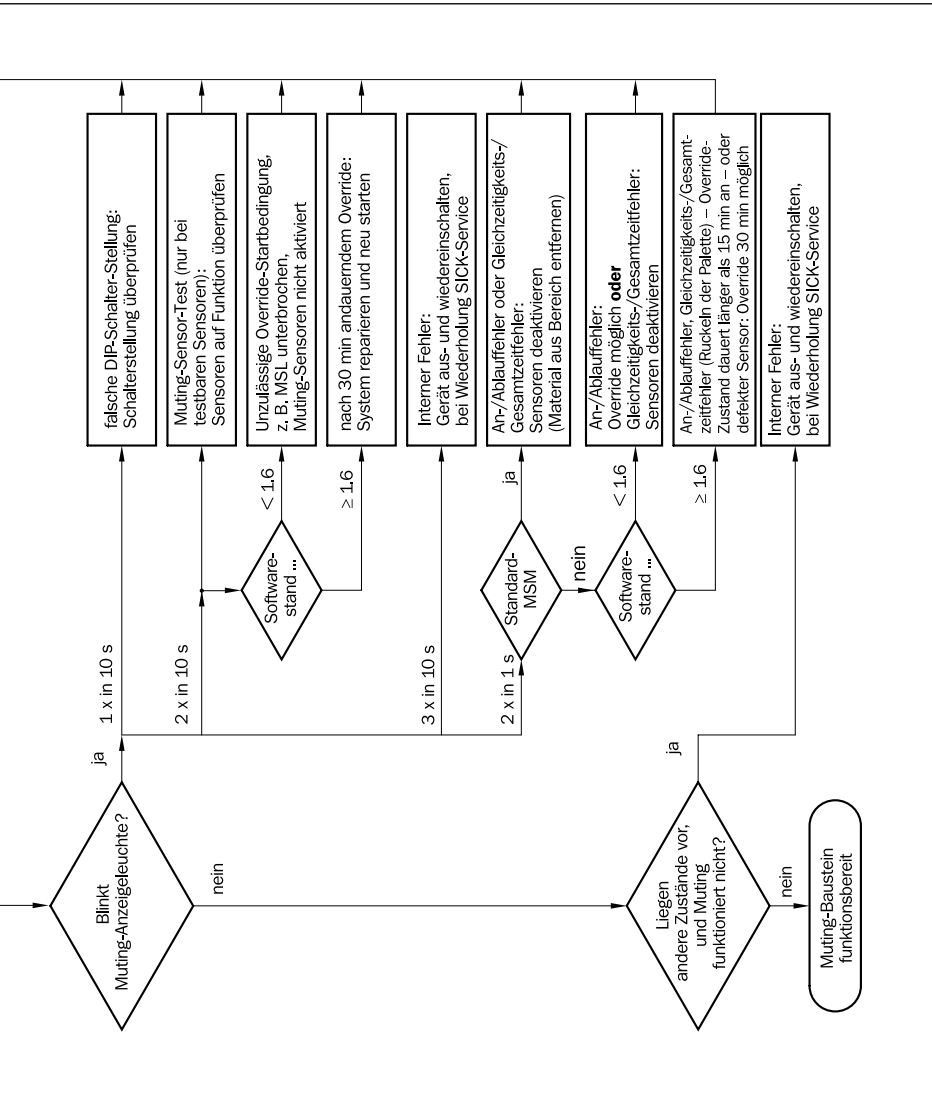 Blinkt
Muting-Anzeigeleuchte?
ja
nein
1 x in 10 s
falsche DIP-Schalter-Stellung:
Schalterstellung überprüfen
2 x in 10 s
Muting-Sensor-Test (nur bei
testbaren Sensoren):
Sensoren auf Funktion überprüfen
Software-
stand ...
< 1.6
Unzulässige Override-Startbedingung,
z. B. MSL unterbrochen,
Muting-Sensoren nicht aktiviert
≥ 1.6
nach 30 min andauerndem Override:
System reparieren und neu starten
3 x in 10 s
Interner Fehler:
Gerät aus- und wiedereinschalten,
bei Wiederholung SICK-Service
2 x in 1 s
Standard-
MSM
ja
An-/Ablauffehler oder Gleichzeitigkeits-/
Gesamtzeitfehler:
Sensoren deaktivieren
(Material aus Bereich entfernen)
nein
Software-
stand ...
< 1.6
An-/Ablauffehler:
Override möglich oder
Gleichzeitigkeits-/Gesamtzeitfehler:
Sensoren deaktivieren
≥ 1.6
An-/Ablauffehler, Gleichzeitigkeits-/Gesamt-
zeitfehler (Ruckeln der Palette) – Override-
Zustand dauert länger als 15 min an – oder
defekter Sensor: Override 30 min möglich
Liegen
andere Zustände vor,
und Muting
funktioniert nicht?
ja
Interner Fehler:
Gerät aus- und wiedereinschalten,
bei Wiederholung SICK-Service
nein
Muting-Baustein
funktionsbereit